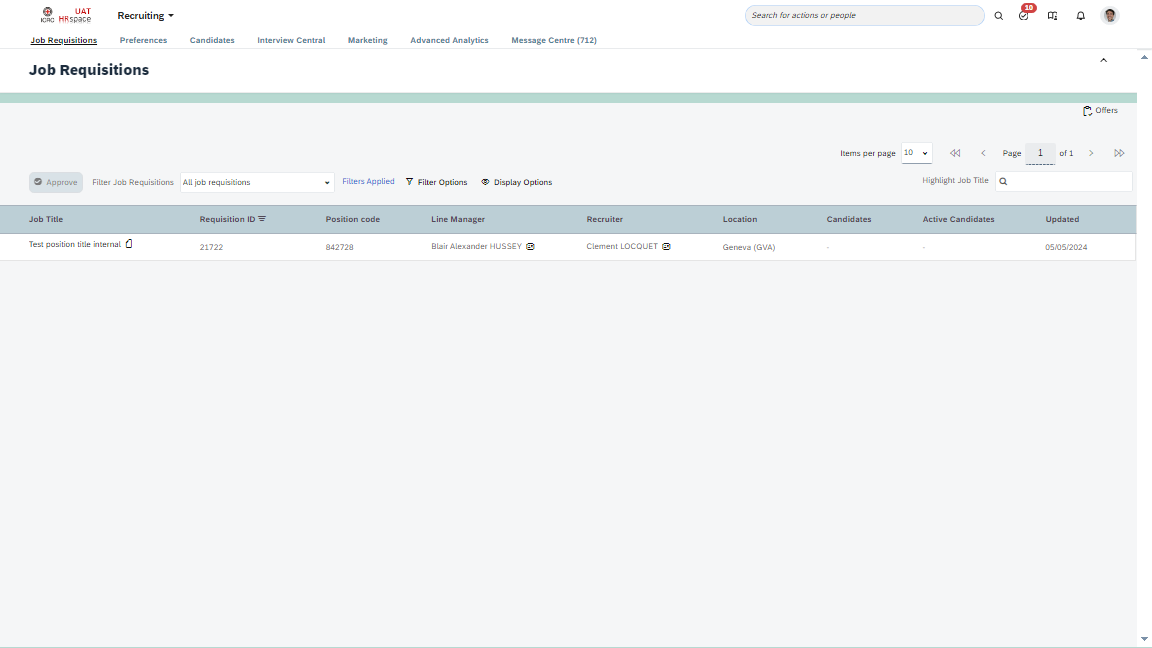 ICRC UAT HRspace Recruiting Search for actions or people 10
Job Requisitions Preferences Candidates Interview Central Marketing Advanced Analytics Message Centre (712)
Job Requisitions
Offers
Items per page 10 Page 1 of 1
Approve Filter Job Requisitions All job requisitions Filters Applied Filter Options Display Options Highlight Job Title
Job Title Requisition ID Position code Line Manager Recruiter Location Candidates Active Candidates Updated
Test position title internal 21722 842728 Blair Alexander HUSSEY Clement LOCQUET Geneva (GVA) - - 05/05/2024